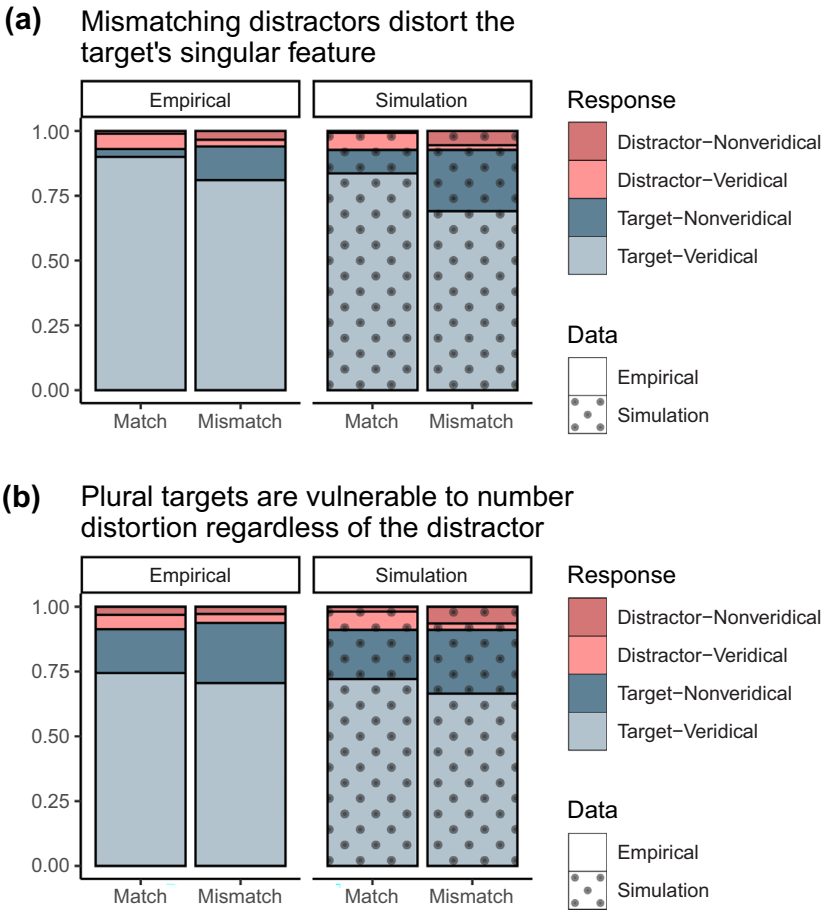 (a) Mismatching distractors distort the
target's singular feature
Empirical
Simulation
1.00
0.75
0.50
0.25
0.00
Match
Mismatch
Match
Mismatch
Response
Distractor−Nonveridical
Distractor−Veridical
Target−Nonveridical
Target−Veridical
Data
Empirical
Simulation
(b) Plural targets are vulnerable to number
distortion regardless of the distractor
Empirical
Simulation
1.00
0.75
0.50
0.25
0.00
Match
Mismatch
Match
Mismatch
Response
Distractor−Nonveridical
Distractor−Veridical
Target−Nonveridical
Target−Veridical
Data
Empirical
Simulation